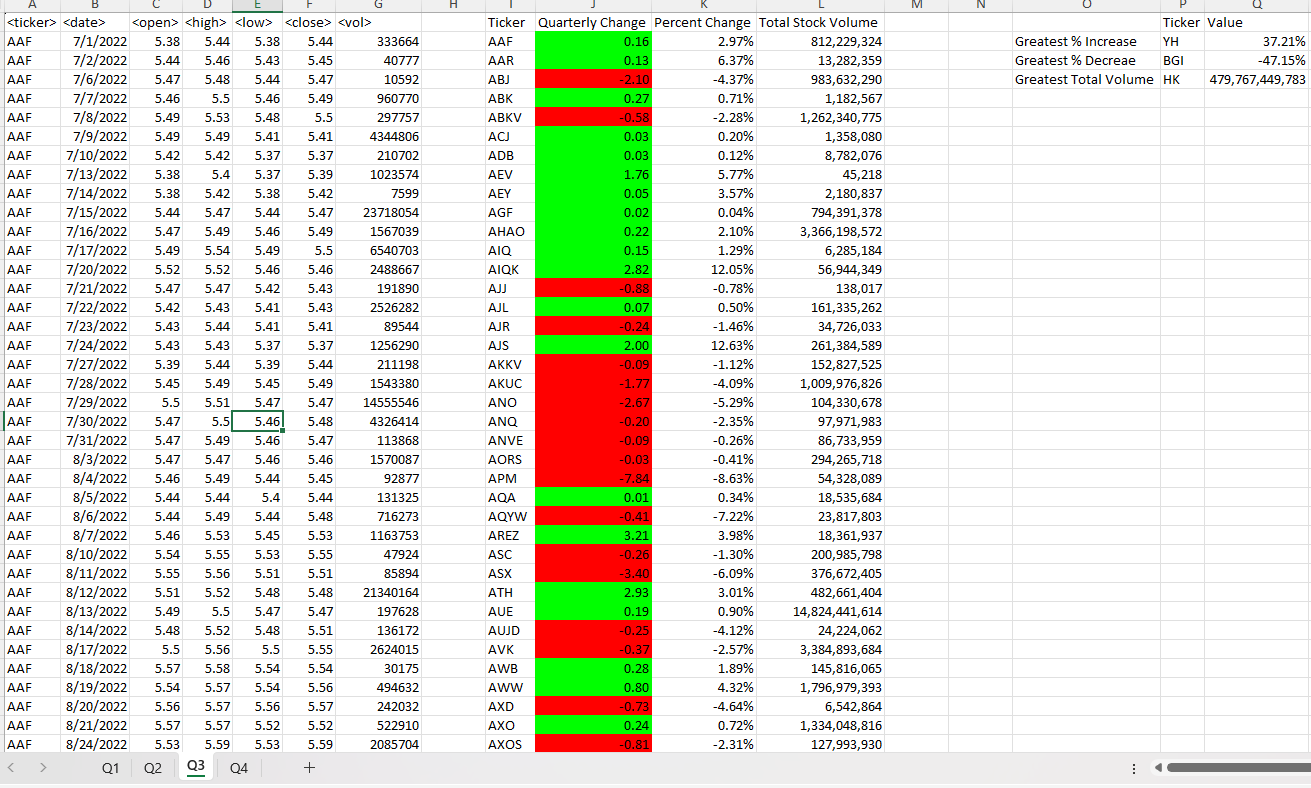 A B C D E F G H I J K L M N O P Q
<ticker> <date> <open> <high> <low> <close> <vol> Ticker Quarterly Change Percent Change Total Stock Volume Ticker Value
AAF 7/1/2022 5.38 5.44 5.38 5.44 333664 AAF 0.16 2.97% 812,229,324 Greatest % Increase YH 37.21%
AAF 7/2/2022 5.44 5.46 5.43 5.45 40777 AAR 0.13 6.37% 13,282,359 Greatest % Decreae BGI -47.15%
AAF 7/6/2022 5.47 5.48 5.44 5.47 10592 ABJ -2.10 -4.37% 983,632,290 Greatest Total Volume HK 479,767,449,783
AAF 7/7/2022 5.46 5.5 5.46 5.49 960770 ABK 0.27 0.71% 1,182,567
AAF 7/8/2022 5.49 5.53 5.48 5.5 297757 ABKV -0.58 -2.28% 1,262,340,775
AAF 7/9/2022 5.49 5.49 5.41 5.41 4344806 ACJ 0.03 0.20% 1,358,080
AAF 7/10/2022 5.42 5.42 5.37 5.37 210702 ADB 0.03 0.12% 8,782,076
AAF 7/13/2022 5.38 5.4 5.37 5.39 1023574 AEV 1.76 5.77% 45,218
AAF 7/14/2022 5.38 5.42 5.38 5.42 7599 AEY 0.05 3.57% 2,180,837
AAF 7/15/2022 5.44 5.47 5.44 5.47 23718054 AGF 0.02 0.04% 794,391,378
AAF 7/16/2022 5.47 5.49 5.46 5.49 1567039 AHAO 0.22 2.10% 3,366,198,572
AAF 7/17/2022 5.49 5.54 5.49 5.5 6540703 AIQ 0.15 1.29% 6,285,184
AAF 7/20/2022 5.52 5.52 5.46 5.46 2488667 AIQK 2.82 12.05% 56,944,349
AAF 7/21/2022 5.47 5.47 5.42 5.43 191890 AJJ -0.88 -0.78% 138,017
AAF 7/22/2022 5.42 5.43 5.41 5.43 2526282 AJL 0.07 0.50% 161,335,262
AAF 7/23/2022 5.43 5.44 5.41 5.41 89544 AJR -0.24 -1.46% 34,726,033
AAF 7/24/2022 5.43 5.43 5.37 5.37 1256290 AJS 2.00 12.63% 261,384,589
AAF 7/27/2022 5.39 5.44 5.39 5.44 211198 AKKV -0.09 -1.12% 152,827,525
AAF 7/28/2022 5.45 5.49 5.45 5.49 1543380 AKUC -1.77 -4.09% 1,009,976,826
AAF 7/29/2022 5.5 5.51 5.47 5.47 14555546 ANO -2.67 -5.29% 104,330,678
AAF 7/30/2022 5.47 5.5 5.46 5.48 4326414 ANQ -0.20 -2.35% 97,971,983
AAF 7/31/2022 5.47 5.49 5.46 5.47 113868 ANVE -0.09 -0.26% 86,733,959
AAF 8/3/2022 5.47 5.47 5.46 5.46 1570087 AORS -0.03 -0.41% 294,265,718
AAF 8/4/2022 5.46 5.49 5.44 5.45 92877 APM -7.84 -8.63% 54,328,089
AAF 8/5/2022 5.44 5.44 5.4 5.44 131325 AQA 0.01 0.34% 18,535,684
AAF 8/6/2022 5.44 5.49 5.44 5.48 716273 AQYW -0.41 -7.22% 23,817,803
AAF 8/7/2022 5.46 5.53 5.45 5.53 1163753 AREZ 3.21 3.98% 18,361,937
AAF 8/10/2022 5.54 5.55 5.53 5.55 47924 ASC -0.26 -1.30% 200,985,798
AAF 8/11/2022 5.55 5.56 5.51 5.51 85894 ASX -3.40 -6.09% 376,672,405
AAF 8/12/2022 5.51 5.52 5.48 5.48 21340164 ATH 2.93 3.01% 482,661,404
AAF 8/13/2022 5.49 5.5 5.47 5.47 197628 AUE 0.19 0.90% 14,824,441,614
AAF 8/14/2022 5.48 5.52 5.48 5.51 136172 AUJD -0.25 -4.12% 24,224,062
AAF 8/17/2022 5.5 5.56 5.5 5.55 2624015 AVK -0.37 -2.57% 3,384,893,684
AAF 8/18/2022 5.57 5.58 5.54 5.54 30175 AWB 0.28 1.89% 145,816,065
AAF 8/19/2022 5.54 5.57 5.54 5.56 494632 AWW 0.80 4.32% 1,796,979,393
AAF 8/20/2022 5.56 5.57 5.56 5.57 242032 AXD -0.73 -4.64% 6,542,864
AAF 8/21/2022 5.57 5.57 5.52 5.52 522910 AXO 0.24 0.72% 1,334,048,816
AAF 8/24/2022 5.53 5.59 5.53 5.59 2085704 AXOS -0.81 -2.31% 127,993,930
Q1 Q2 Q3 Q4 +